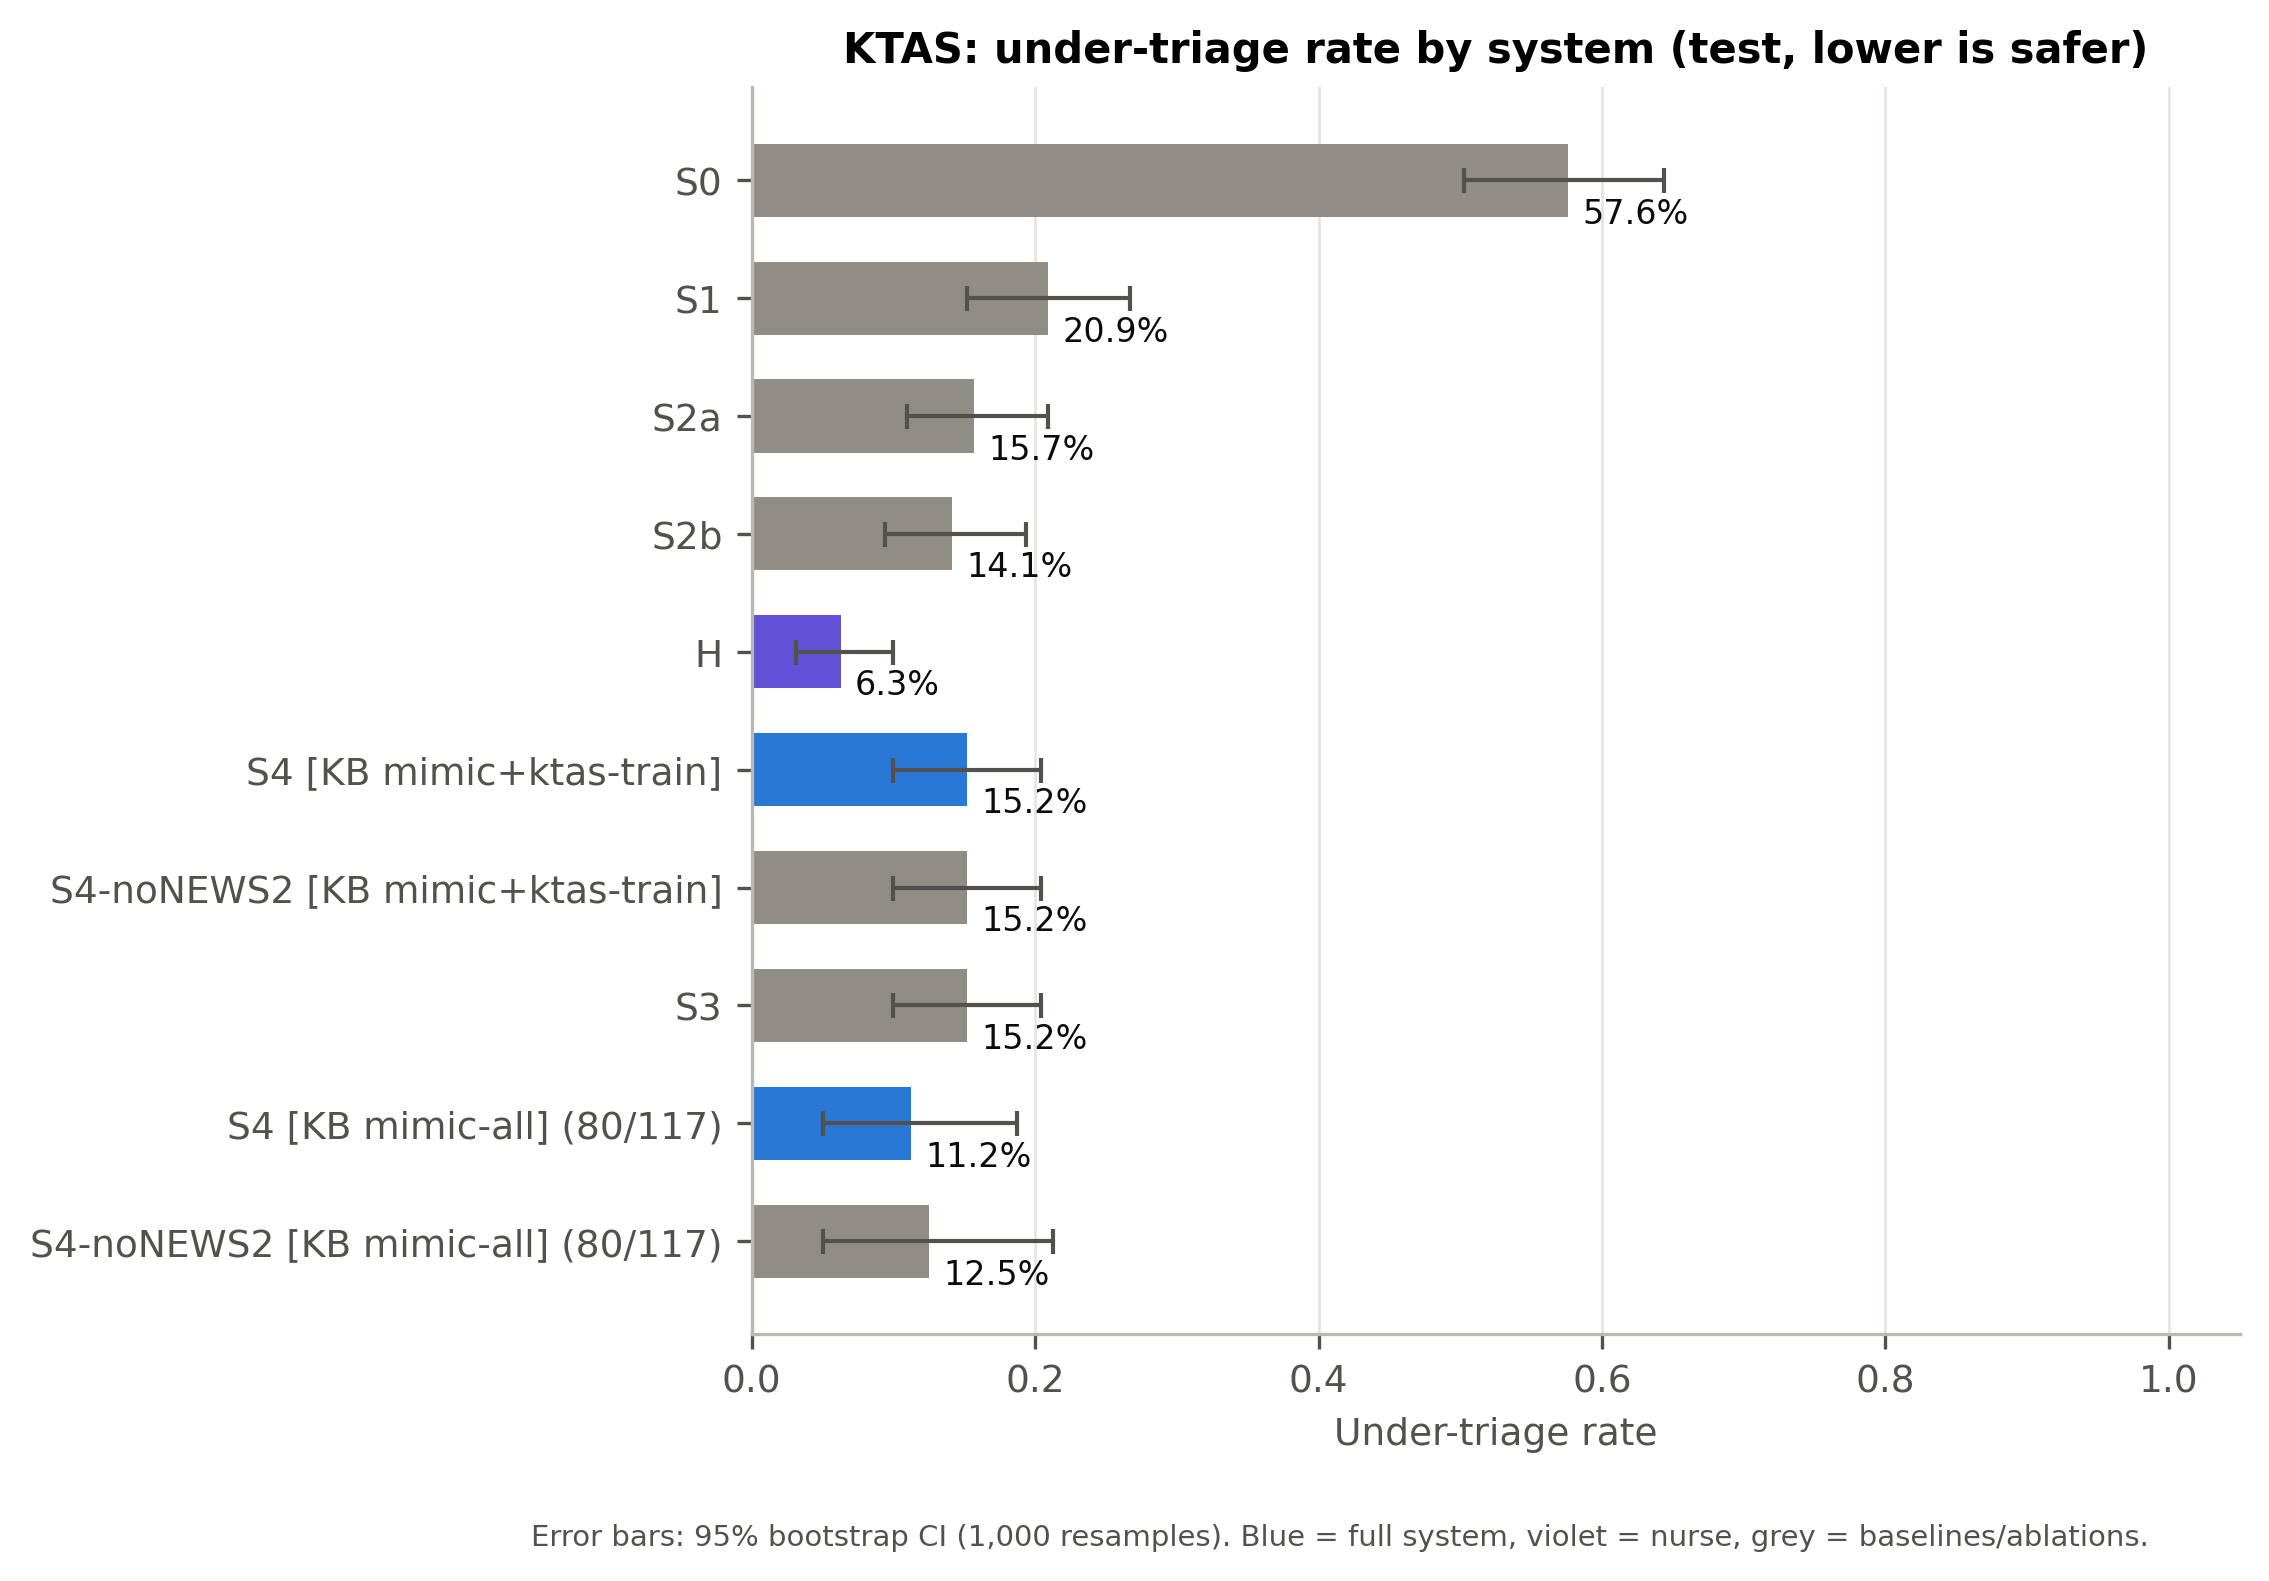 KTAS: under-triage rate by system (test, lower is safer)
S0
57.6%
S1
20.9%
S2a
15.7%
S2b
14.1%
H
6.3%
S4 [KB mimic+ktas-train]
15.2%
S4-noNEWS2 [KB mimic+ktas-train]
15.2%
S3
15.2%
S4 [KB mimic-all] (80/117)
11.2%
S4-noNEWS2 [KB mimic-all] (80/117)
12.5%
0.0 0.2 0.4 0.6 0.8 1.0
Under-triage rate
Error bars: 95% bootstrap CI (1,000 resamples). Blue = full system, violet = nurse, grey = baselines/ablations.